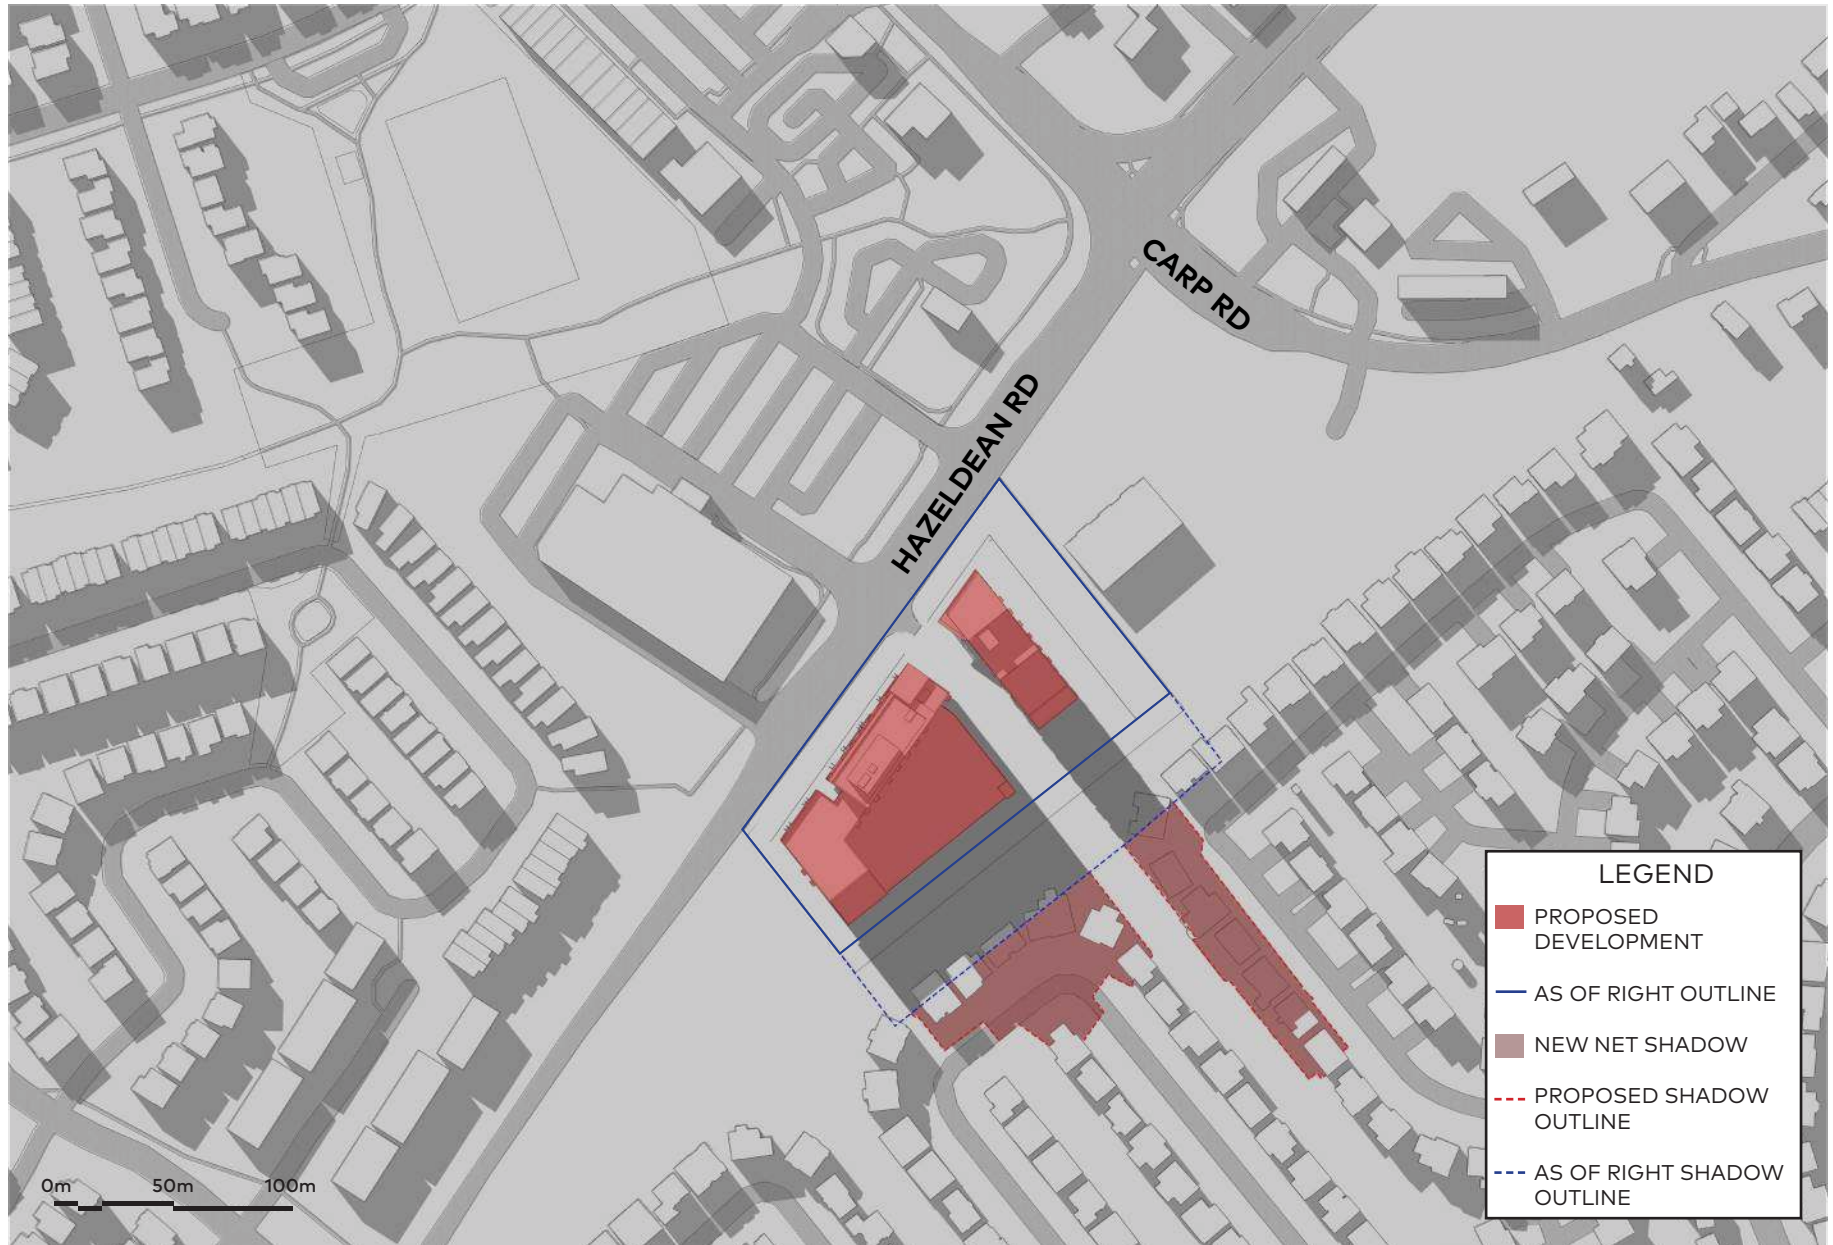 CARP RD
HAZELDEAN RD
LEGEND
PROPOSED
DEVELOPMENT
AS OF RIGHT OUTLINE
NEW NET SHADOW
PROPOSED SHADOW
OUTLINE
AS OF RIGHT SHADOW
OUTLINE
0m 50m 100m